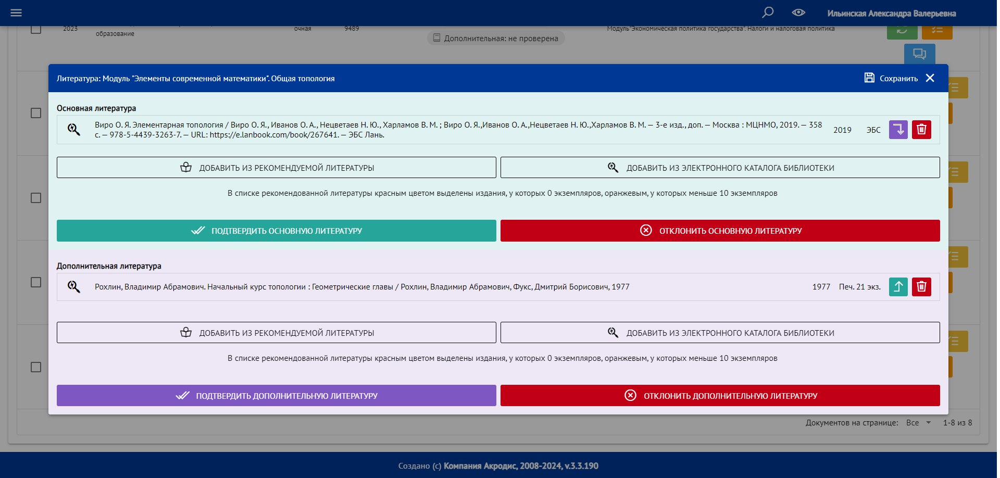 Ильинская Александра Валерьевна
2023
образование
очная
9489
Модуль "Экономическая политика государства". Налоги и налоговая политика
Дополнительная: не проверена
Литература: Модуль "Элементы современной математики". Общая топология
Сохранить
Основная литература
Виро О. Я. Элементарная топология / Виро О. Я., Иванов О. А., Нецветаев Н. Ю., Харламов В. М. ; Виро О. Я.,Иванов О. А.,Нецветаев Н. Ю.,Харламов В. М. — 3-е изд., доп. — Москва : МЦНМО, 2019. — 358
с. — 978-5-4439-3263-7. — URL: https://e.lanbook.com/book/267641. — ЭБС Лань.
2019
ЭБС
ДОБАВИТЬ ИЗ РЕКОМЕНДУЕМОЙ ЛИТЕРАТУРЫ
ДОБАВИТЬ ИЗ ЭЛЕКТРОННОГО КАТАЛОГА БИБЛИОТЕКИ
В списке рекомендованной литературы красным цветом выделены издания, у которых 0 экземпляров, оранжевым, у которых меньше 10 экземпляров
ПОДТВЕРДИТЬ ОСНОВНУЮ ЛИТЕРАТУРУ
ОТКЛОНИТЬ ОСНОВНУЮ ЛИТЕРАТУРУ
Дополнительная литература
Рохлин, Владимир Абрамович. Начальный курс топологии : Геометрические главы / Рохлин, Владимир Абрамович, Фукс, Дмитрий Борисович, 1977
1977
Печ. 21 экз.
ДОБАВИТЬ ИЗ РЕКОМЕНДУЕМОЙ ЛИТЕРАТУРЫ
ДОБАВИТЬ ИЗ ЭЛЕКТРОННОГО КАТАЛОГА БИБЛИОТЕКИ
В списке рекомендованной литературы красным цветом выделены издания, у которых 0 экземпляров, оранжевым, у которых меньше 10 экземпляров
ПОДТВЕРДИТЬ ДОПОЛНИТЕЛЬНУЮ ЛИТЕРАТУРУ
ОТКЛОНИТЬ ДОПОЛНИТЕЛЬНУЮ ЛИТЕРАТУРУ
Документов на странице:
Все
1-8 из 8
Создано (c) Компания Акродис, 2008-2024, v.3.3.190